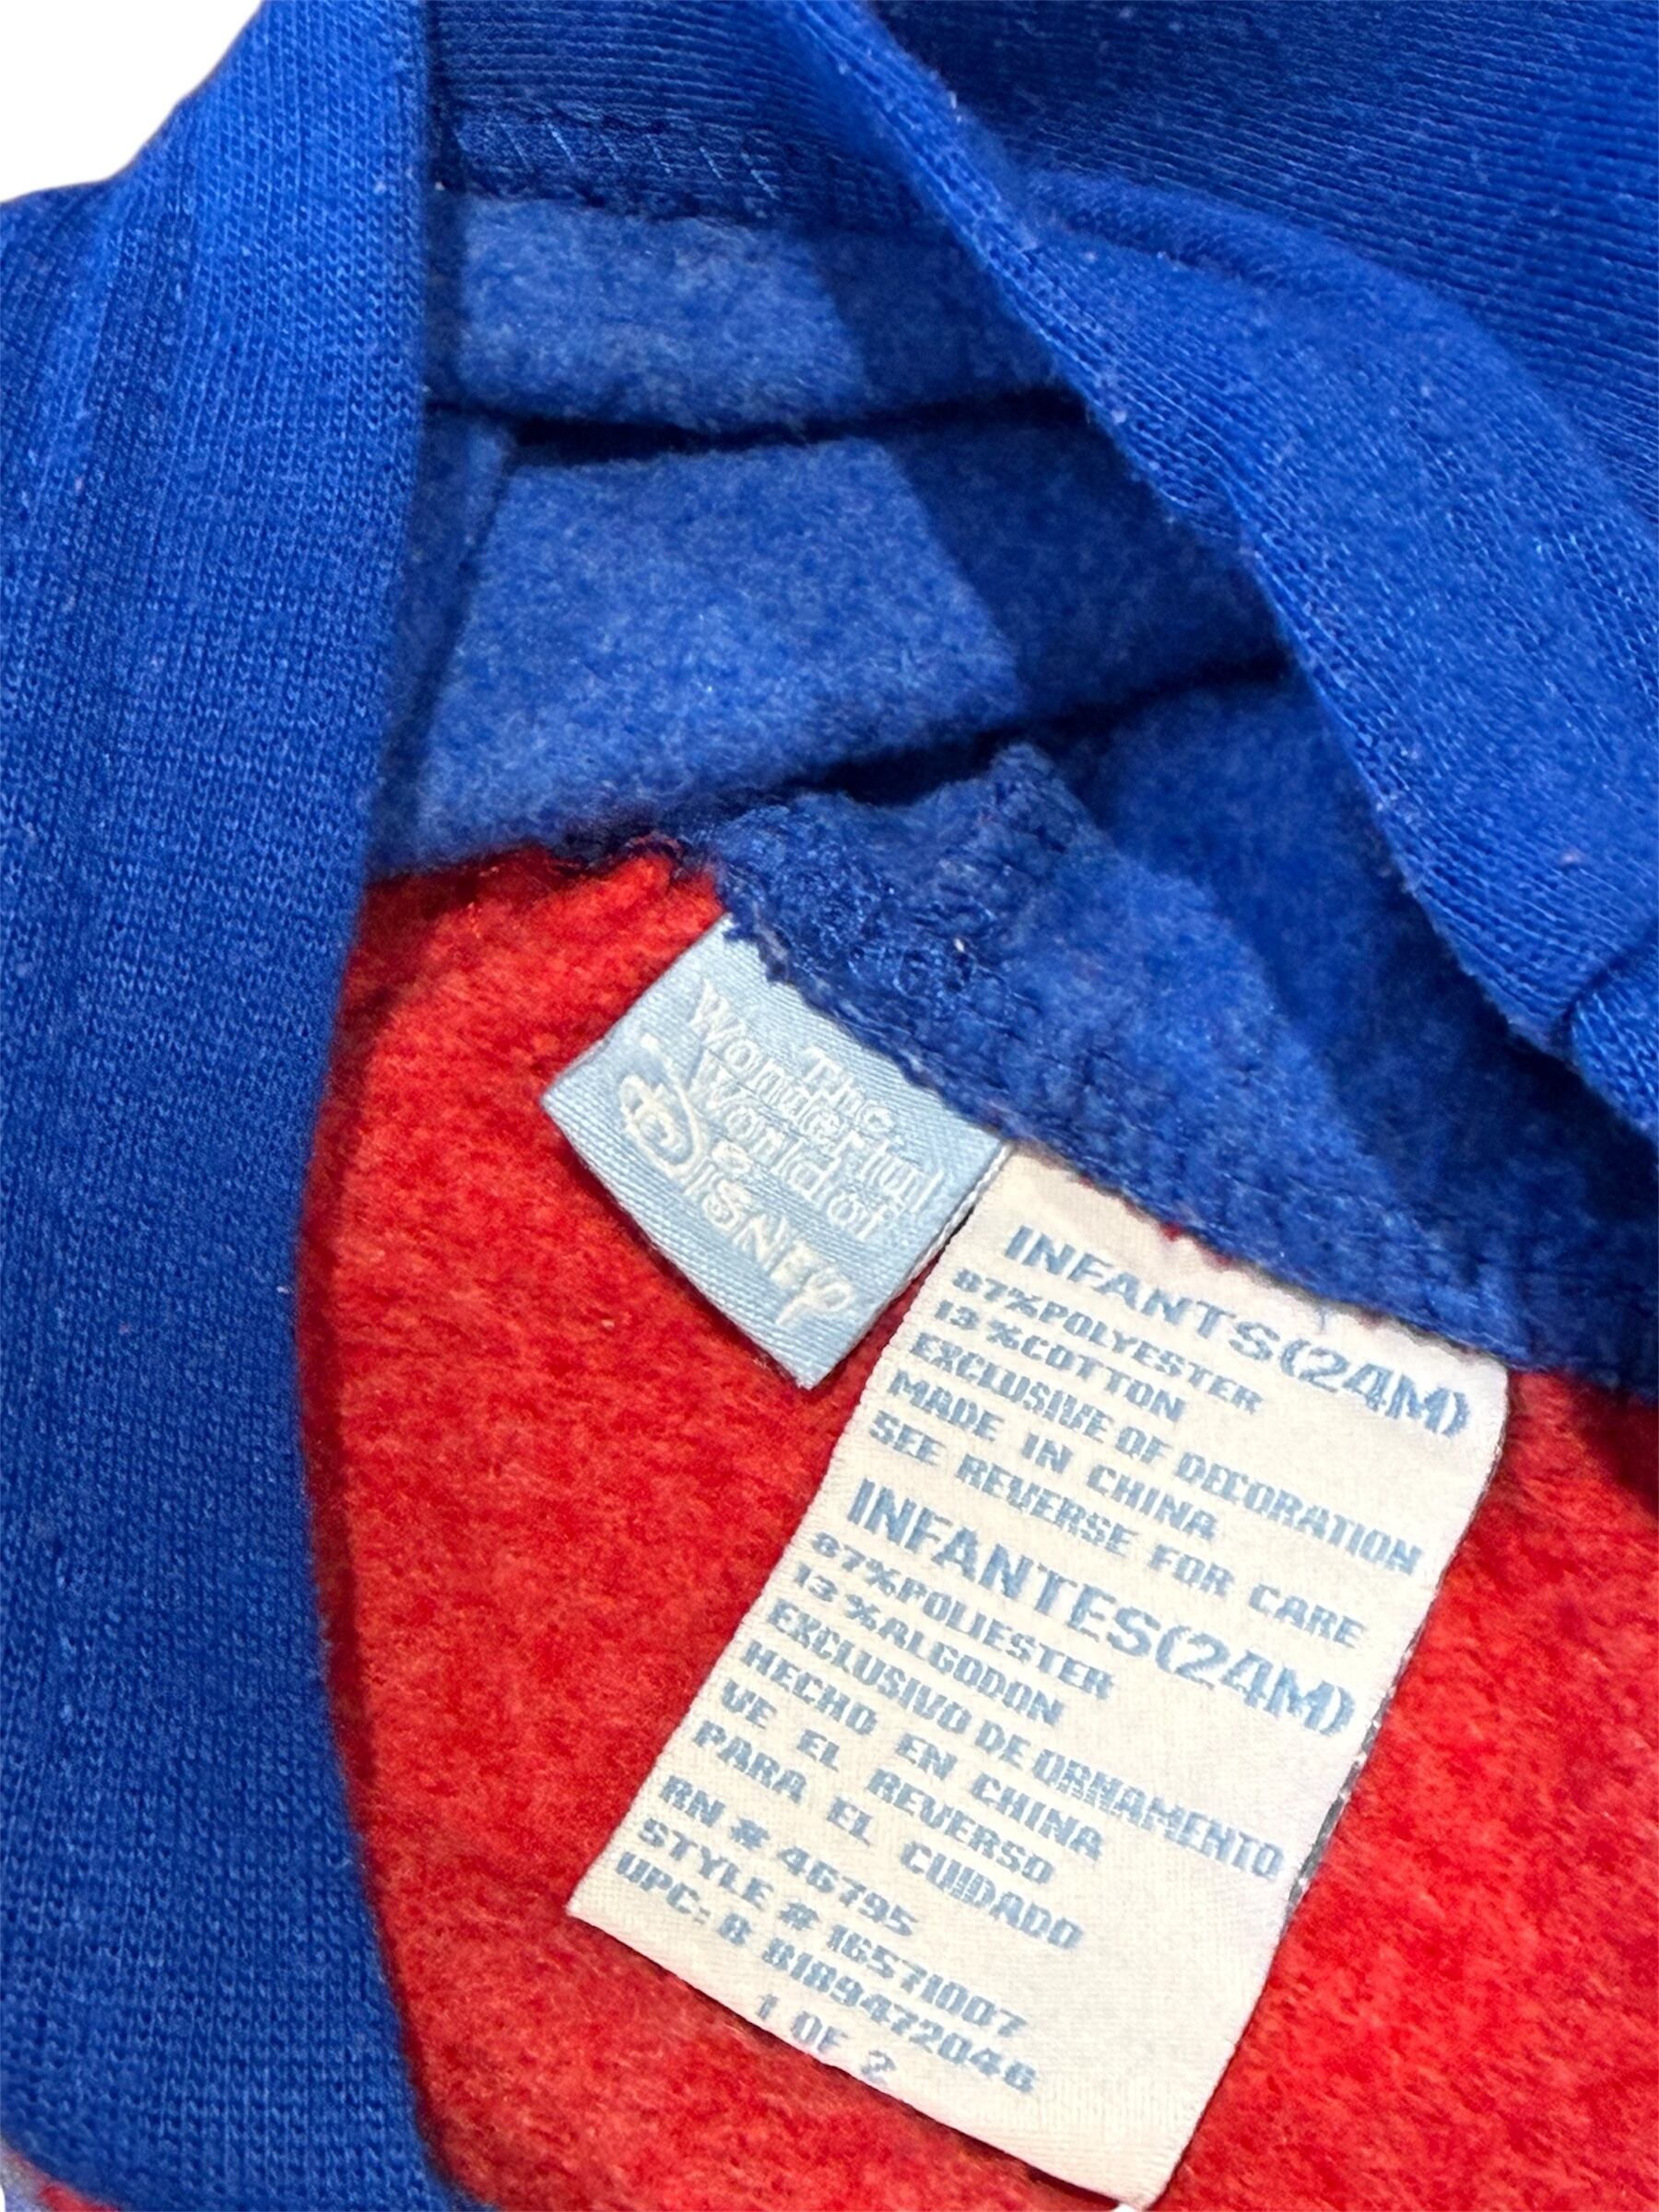 The
Wonderful
World of
Disney
INFANTS(24M)
87%POLYESTER
13%COTTON
EXCLUSIVE OF DECORATION
MADE IN CHINA
SEE REVERSE FOR CARE
INFANTES(24M)
87%POLIESTER
13%ALGODON
EXCLUSIVO DE ORNAMENTO
HECHO EN CHINA
VE EL REVERSO
PARA EL CUIDADO
RN # 46795
STYLE # 16571007
UPC: 8 8189472046
1 OF 2